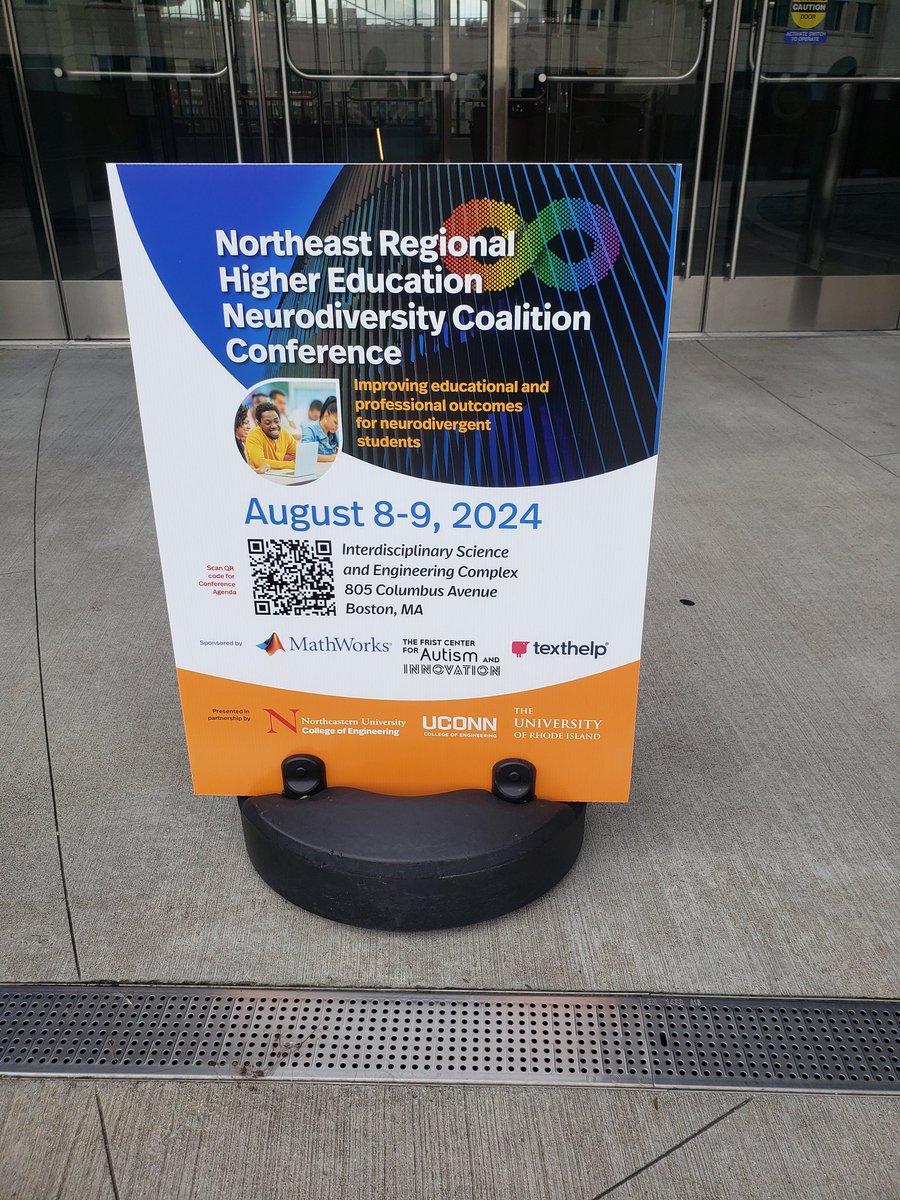 CAUTION
DOOR
ACTIVATE SWITCH
TO OPERATE
Northeast Regional
Higher Education
Neurodiversity Coalition
Conference
Improving educational and
professional outcomes
for neurodivergent
students
August 8-9, 2024
Scan QR
code for
Conference
Agenda
Interdisciplinary Science
and Engineering Complex
805 Columbus Avenue
Boston, MA
Sponsored by
MathWorks®
THE FRIST CENTER
FOR Autism AND
INNOVATION
texthelp®
Presented in
partnership by
N Northeastern University
College of Engineering
UCONN
COLLEGE OF ENGINEERING
THE
UNIVERSITY
OF RHODE ISLAND